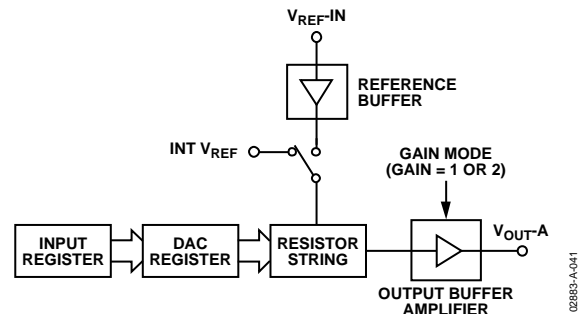 VREF-IN
REFERENCE
BUFFER
INT VREF
GAIN MODE
(GAIN = 1 OR 2)
INPUT
REGISTER
DAC
REGISTER
RESISTOR
STRING
VOUT-A
OUTPUT BUFFER
AMPLIFIER
02883-A-041